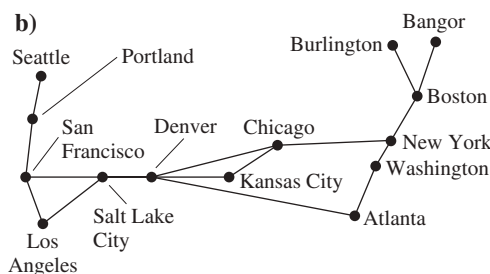 b)
Bangor
Burlington
Seattle
Portland
Boston
San
Francisco
Denver
Chicago
New York
Washington
Kansas City
Salt Lake
City
Atlanta
Los
Angeles